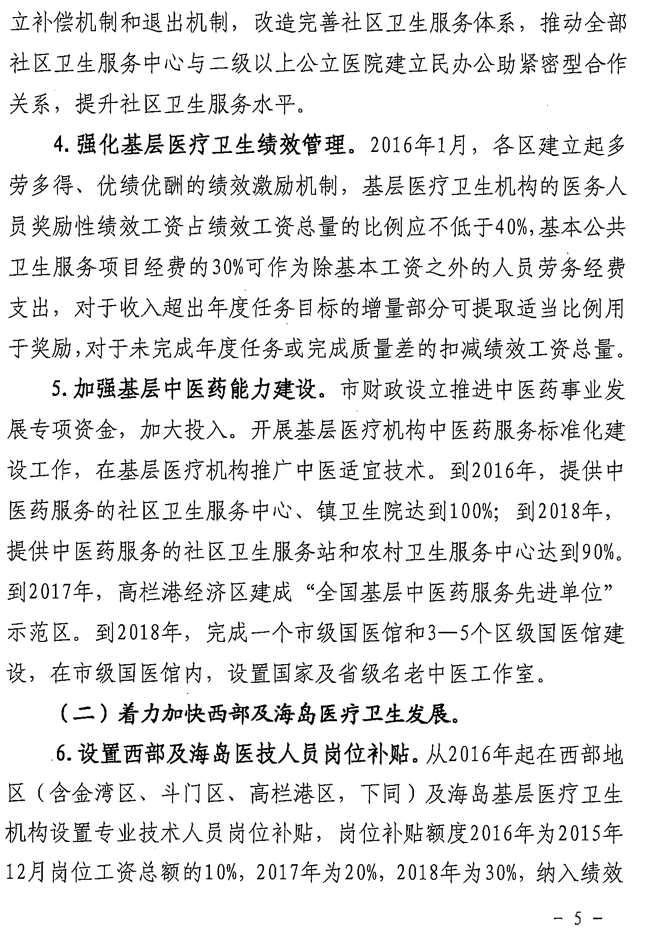 立补偿机制和退出机制，改造完善社区卫生服务体系，推动全部
社区卫生服务中心与二级以上公立医院建立民办公助紧密型合作
关系，提升社区卫生服务水平。
4.强化基层医疗卫生绩效管理。2016年1月，各区建立起多
劳多得、优绩优酬的绩效激励机制，基层医疗卫生机构的医务人
员奖励性绩效工资占绩效工资总量的比例应不低于40%,基本公共
卫生服务项目经费的30%可作为除基本工资之外的人员劳务经费
支出，对于收入超出年度任务目标的增量部分可提取适当比例用
于奖励,对于未完成年度任务或完成质量差的扣减绩效工资总量。
5.加强基层中医药能力建设。市财政设立推进中医药事业发
展专项资金，加大投入。开展基层医疗机构中医药服务标准化建
设工作，在基层医疗机构推广中医适宜技术。到2016年，提供中
医药服务的社区卫生服务中心、镇卫生院达到100%；到2018年，
提供中医药服务的社区卫生服务站和农村卫生服务中心达到90%。
到2017年，高栏港经济区建成“全国基层中医药服务先进单位”
示范区。到2018年，完成一个市级国医馆和3—5个区级国医馆建
设，在市级国医馆内，设置国家及省级名老中医工作室。
（二）着力加快西部及海岛医疗卫生发展。
6.设置西部及海岛医技人员岗位补贴。从2016年起在西部地
区（含金湾区、斗门区、高栏港区，下同）及海岛基层医疗卫生
机构设置专业技术人员岗位补贴，岗位补贴额度2016年为2015年
12月岗位工资总额的10%，2017年为20%，2018年为30%，纳入绩效
－ 5 －